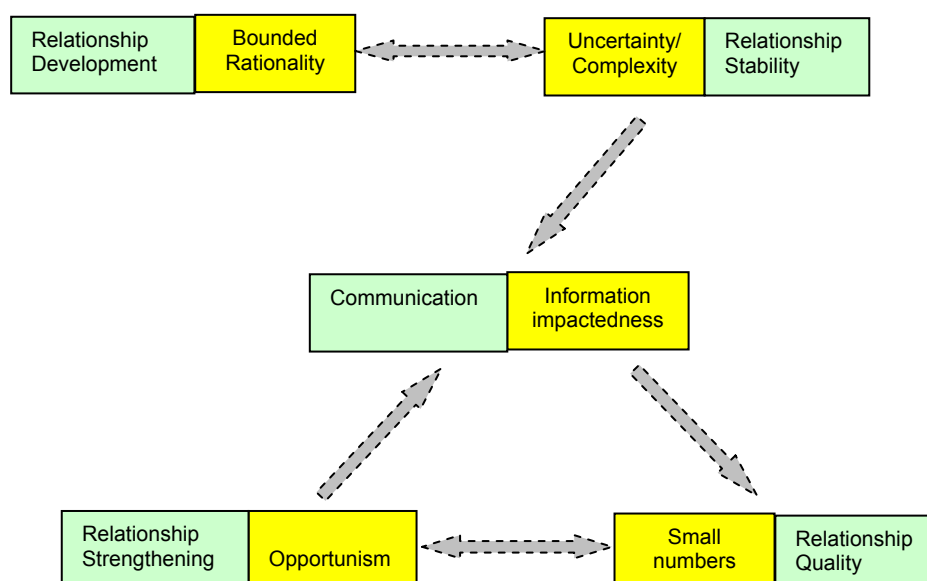 Relationship
Development
Bounded
Rationality
Uncertainty/
Complexity
Relationship
Stability
Communication
Information
impactedness
Relationship
Strengthening
Opportunism
Small
numbers
Relationship
Quality